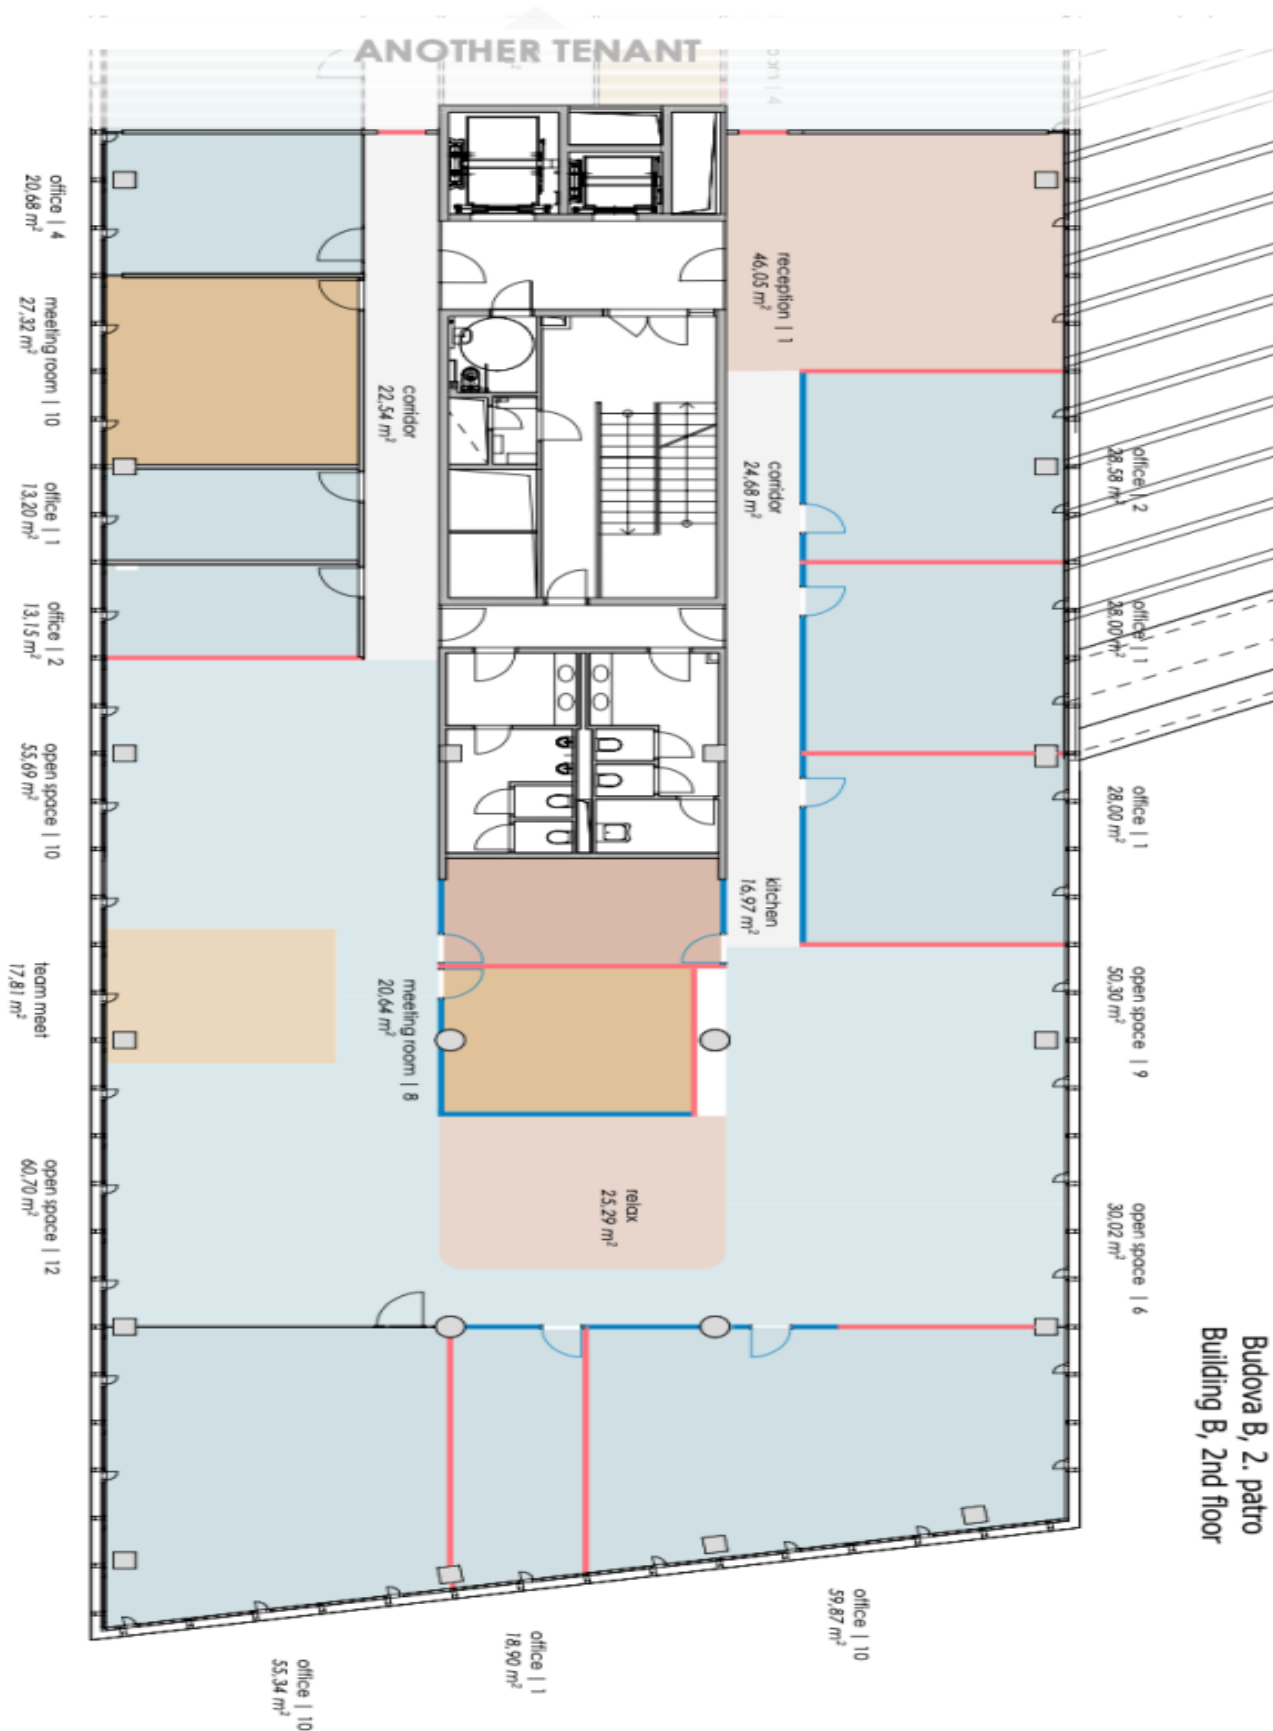 ANOTHER TENANT
office | 4
20,68 m²
meeting room | 10
27,32 m²
office | 1
13,20 m²
office | 2
13,15 m²
open space | 10
55,69 m²
team meet
17,81 m²
open space | 12
60,70 m²
corridor
22,54 m²
meeting room | 8
20,64 m²
relax
25,29 m²
reception | 1
46,05 m²
corridor
24,68 m²
kitchen
16,97 m²
office | 2
28,58 m²
office | 1
28,00 m²
office | 1
28,00 m²
open space | 9
50,30 m²
open space | 6
30,02 m²
Budova B, 2. patro
Building B, 2nd floor
office | 10
59,87 m²
office | 1
18,90 m²
office | 10
55,34 m²